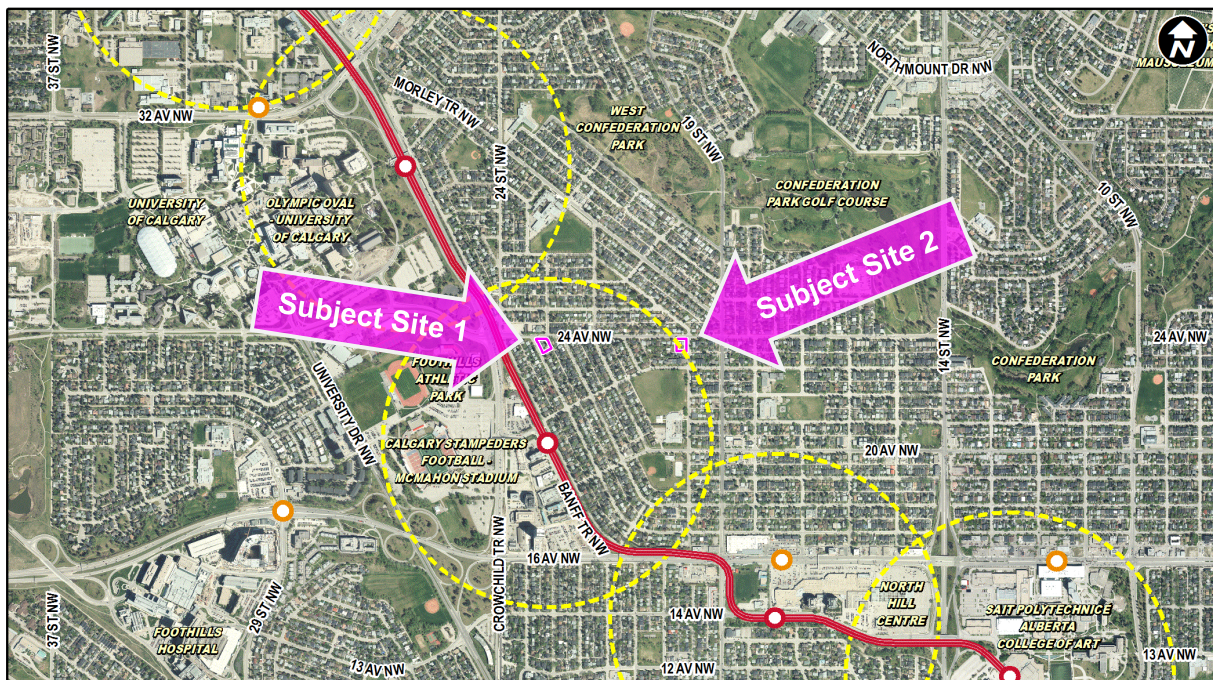 N
37 ST NW
NORTHMOUNT DR NW
MAUS
UM
MORLEY TR NW
32 AV NW
WEST
CONFEDERATION
PARK
19 ST NW
24 ST NW
10 ST NW
UNIVERSITY
OF CALGARY
OLYMPIC OVAL
-UNIVERSITY
OF CALGARY
CONFEDERATION
PARK GOLF COURSE
Subject Site 1
Subject Site 2
24 AV NW
24 AV NW
14 ST NW
FOOTHILLS
ATHLETIC
PARK
CONFEDERATION
PARK
UNIVERSITY DR NW
CALGARY STAMPEDERS
FOOTBALL -
MCMAHON STADIUM
20 AV NW
BANFF TR NW
CROWCHILD TR NW
16 AV NW
29 ST NW
37 ST NW
FOOTHILLS
HOSPITAL
14 AV NW
NORTH
HILL
CENTRE
SAIT POLYTECHNICE
ALBERTA
COLLEGE OF ART
13 AV NW
12 AV NW
13 AV NW